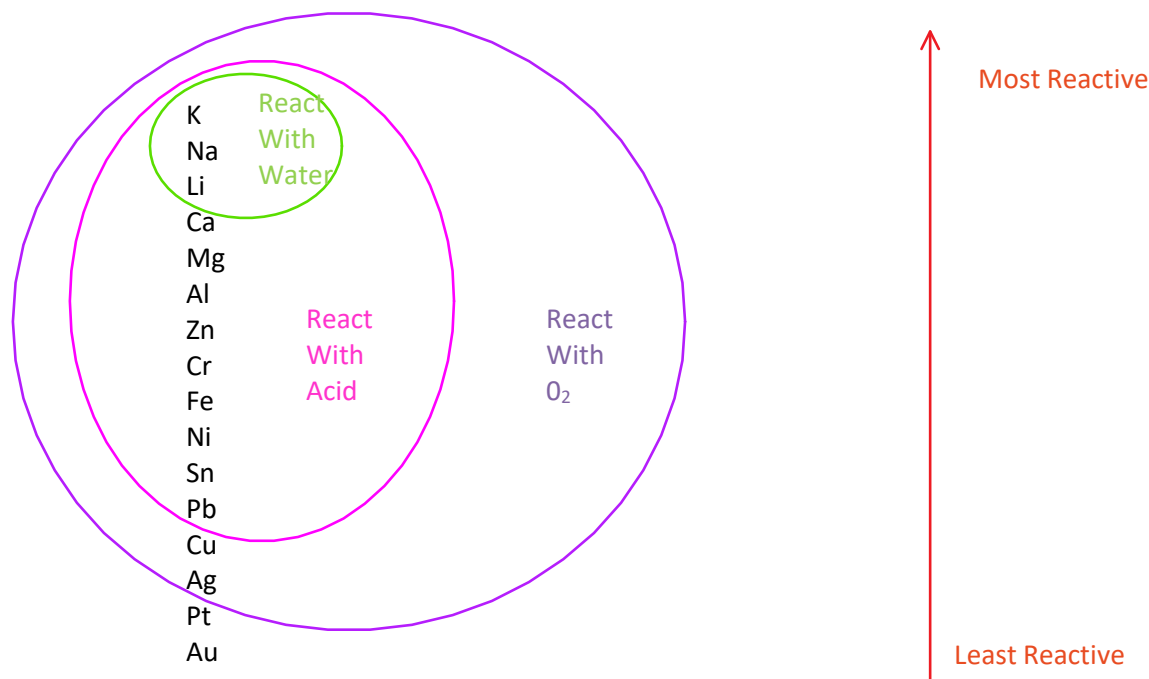 Most Reactive
K
Na
Li
React
With
Water
Ca
Mg
Al
Zn
Cr
Fe
Ni
Sn
Pb
Cu
Ag
Pt
Au
React
With
Acid
React
With
0₂
Least Reactive